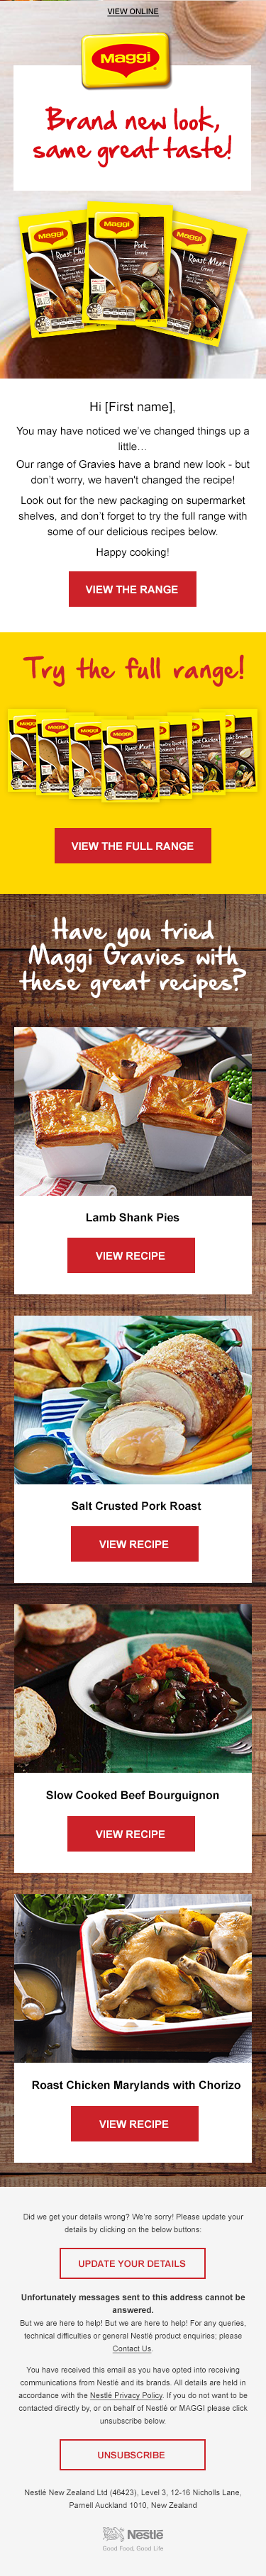 VIEW ONLINE
Maggi
Brand new look,
same great taste!
Maggi
Maggi
Maggi
Roast Chi
Pork
Gravy
Roast Meat
Gravy
Hi [First name],
You may have noticed we've changed things up a
little...
Our range of Gravies have a brand new look - but
don't worry, we haven't changed the recipe!
Look out for the new packaging on supermarket
shelves, and don't forget to try the full range with
some of our delicious recipes below.
Happy cooking!
VIEW THE RANGE
Try the full range!
Maggi
Roast Meat
VIEW THE FULL RANGE
Have you tried
Maggi Gravies with
these great recipes?
Lamb Shank Pies
VIEW RECIPE
Salt Crusted Pork Roast
VIEW RECIPE
Slow Cooked Beef Bourguignon
VIEW RECIPE
Roast Chicken Marylands with Chorizo
VIEW RECIPE
Did we get your details wrong? We're sorry! Please update your
details by clicking on the below buttons:
UPDATE YOUR DETAILS
Unfortunately messages sent to this address cannot be
answered.
But we are here to help! But we are here to help! For any queries,
technical difficulties or general Nestlé product enquiries; please
Contact Us.
You have received this email as you have opted into receiving
communications from Nestlé and its brands. All details are held in
accordance with the Nestlé Privacy Policy. If you do not want to be
contacted directly by, or on behalf of Nestlé or MAGGI please click
unsubscribe below.
UNSUBSCRIBE
Nestlé New Zealand Ltd (46423), Level 3, 12-16 Nicholls Lane,
Parnell Auckland 1010, New Zealand
Nestlé
Good Food, Good Life